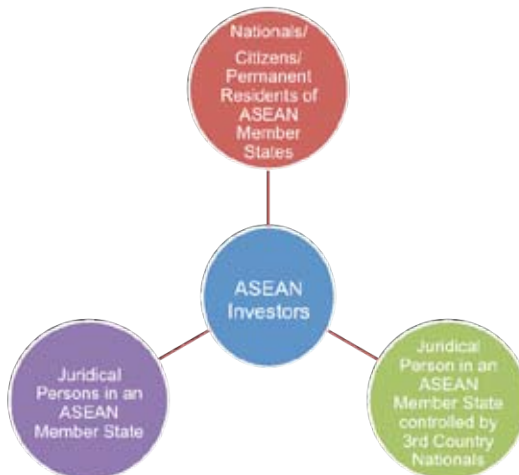 Nationals/
Citizens/
Permanent
Residents of
ASEAN
Member
States
ASEAN
Investors
Juridical
Persons in an
ASEAN
Member State
Juridical
Person in an
ASEAN
Member State
controlled by
3rd Country
Nationals